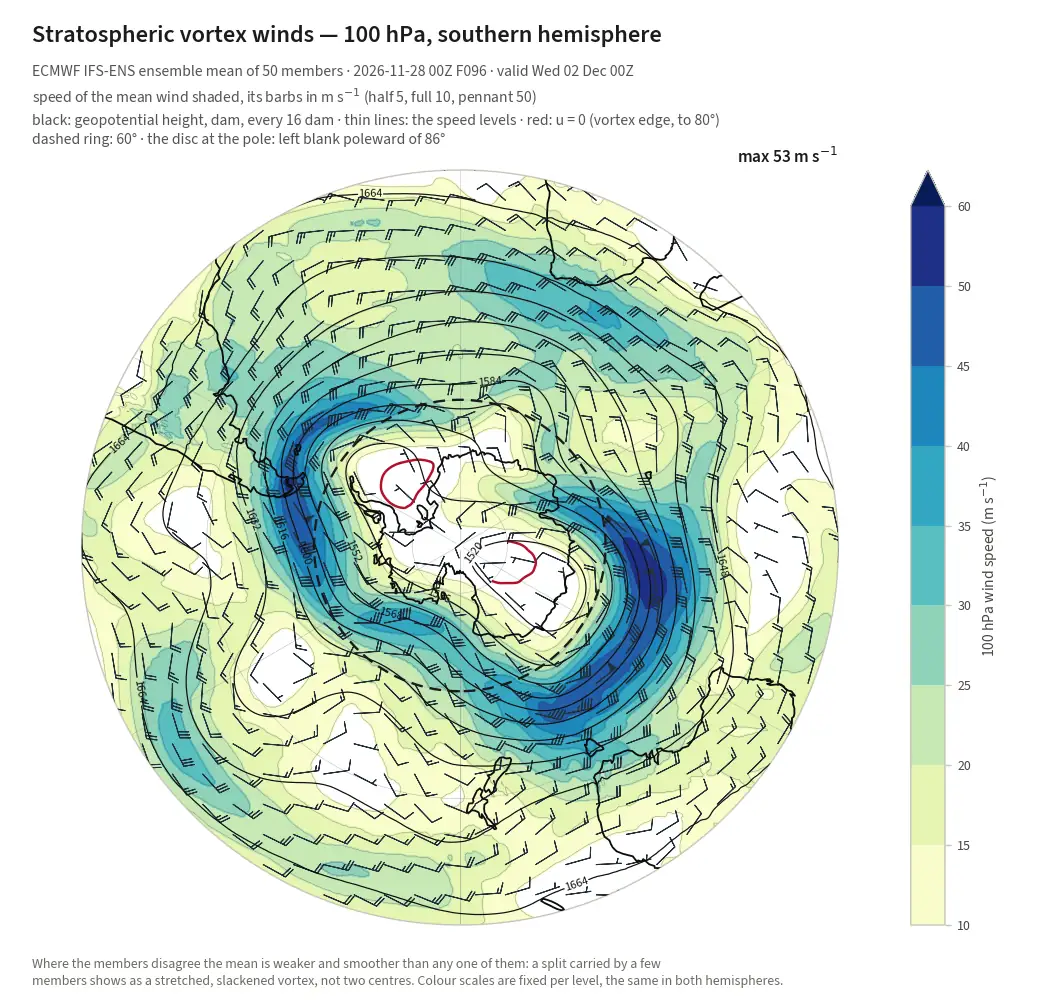 Stratospheric vortex winds — 100 hPa, southern hemisphere
ECMWF IFS-ENS ensemble mean of 50 members · 2026-11-28 00Z F096 · valid Wed 02 Dec 00Z
speed of the mean wind shaded, its barbs in m s⁻¹ (half 5, full 10, pennant 50)
black: geopotential height, dam, every 16 dam · thin lines: the speed levels · red: u = 0 (vortex edge, to 80°)
dashed ring: 60° · the disc at the pole: left blank poleward of 86°
max 53 m s⁻¹
1664
1584
1664
1632
1616
1552
1520
1568
1648
1664
1664
60
50
45
40
35
30
25
20
15
10
100 hPa wind speed (m s⁻¹)
Where the members disagree the mean is weaker and smoother than any one of them: a split carried by a few
members shows as a stretched, slackened vortex, not two centres. Colour scales are fixed per level, the same in both hemispheres.